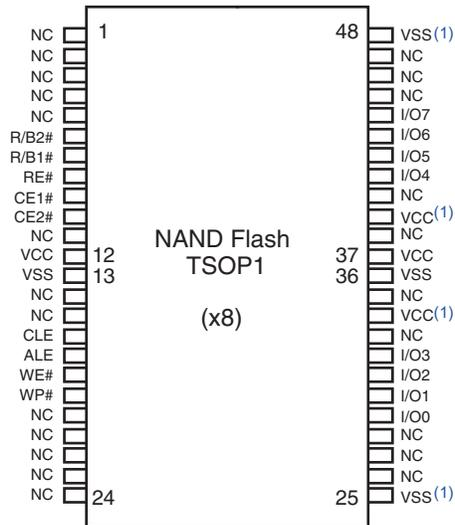 NC 1 48 VSS(1)
NC NC
NC NC
NC NC
NC I/O7
R/B2# I/O6
R/B1# I/O5
RE# I/O4
CE1# NC
CE2# VCC(1)
NC NC
VCC 12 37 VCC
VSS 13 36 VSS
NC NC
NC VCC(1)
CLE NC
ALE I/O3
WE# I/O2
WP# I/O1
NC I/O0
NC NC
NC NC
NC NC
NC 24 25 VSS(1)
NAND Flash
TSOP1
(x8)